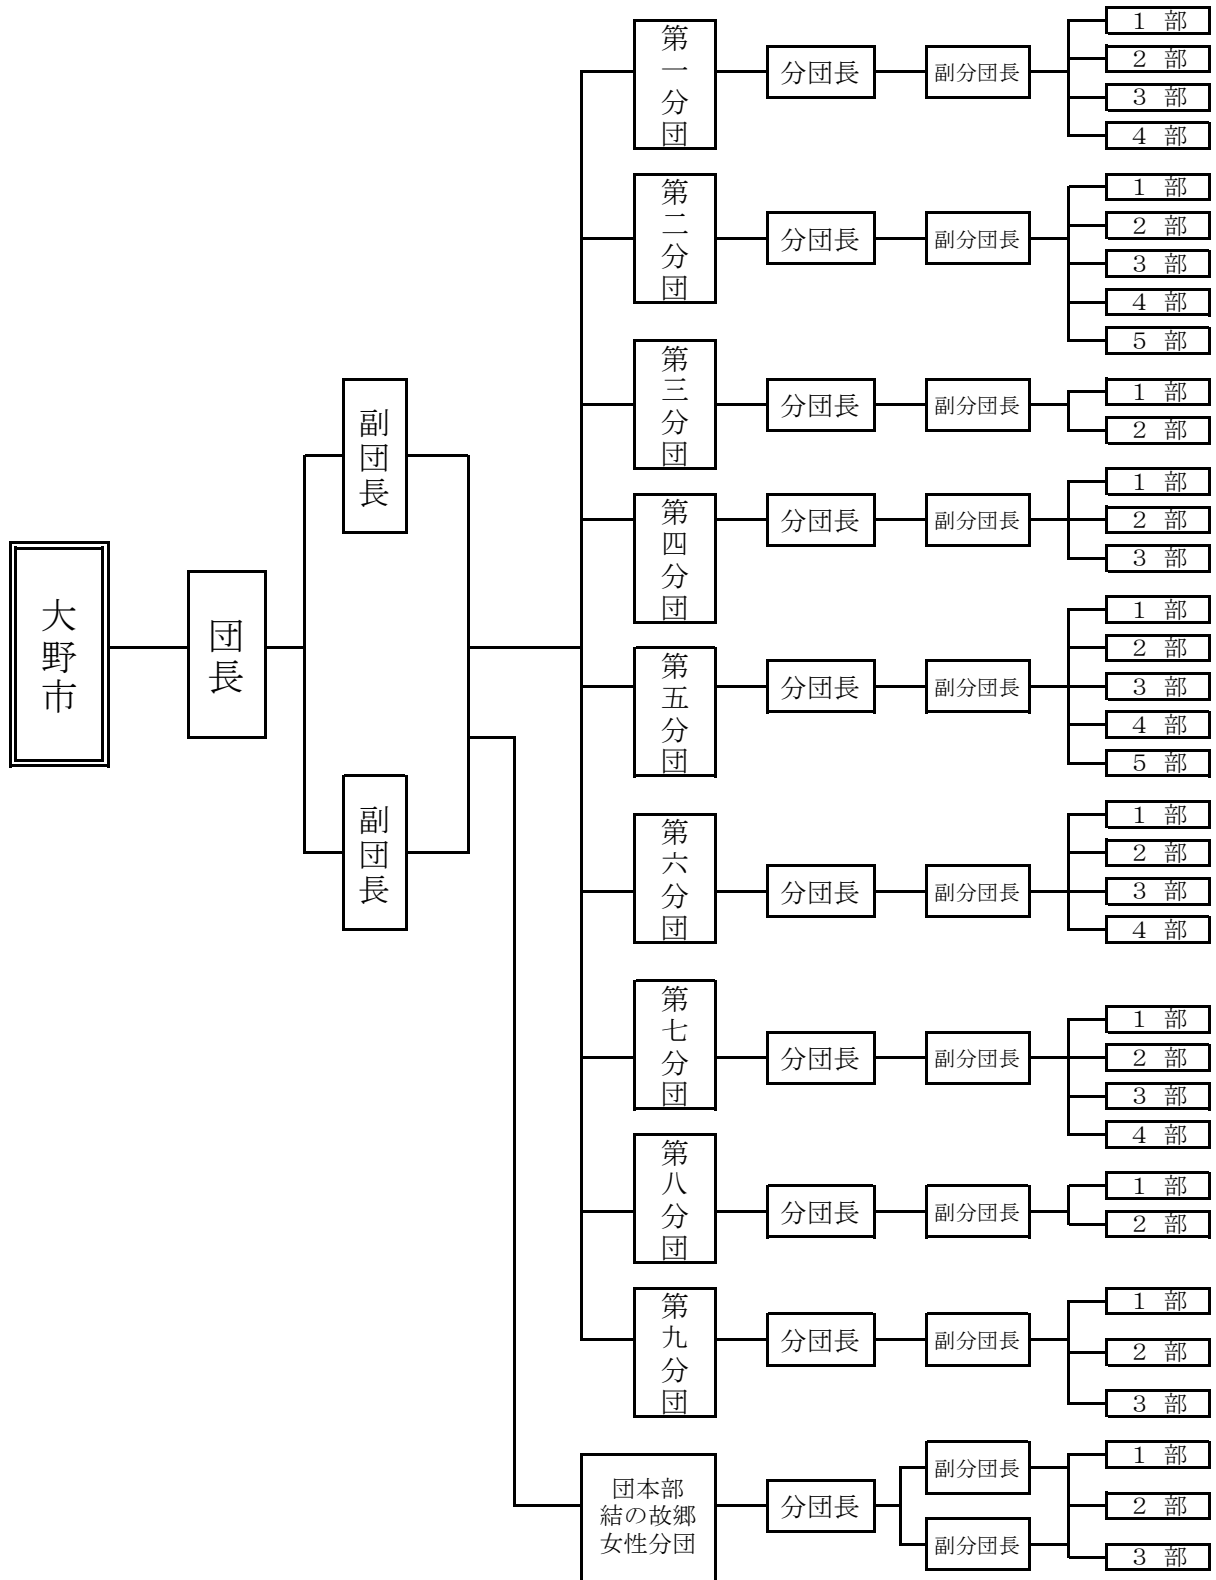 大野市
団長
副団長
副団長
第一分団
分団長
副分団長
1 部
2 部
3 部
4 部
第二分団
分団長
副分団長
1 部
2 部
3 部
4 部
5 部
第三分団
分団長
副分団長
1 部
2 部
第四分団
分団長
副分団長
1 部
2 部
3 部
第五分団
分団長
副分団長
1 部
2 部
3 部
4 部
5 部
第六分団
分団長
副分団長
1 部
2 部
3 部
4 部
第七分団
分団長
副分団長
1 部
2 部
3 部
4 部
第八分団
分団長
副分団長
1 部
2 部
第九分団
分団長
副分団長
1 部
2 部
3 部
団本部
結の故郷
女性分団
分団長
副分団長
副分団長
1 部
2 部
3 部